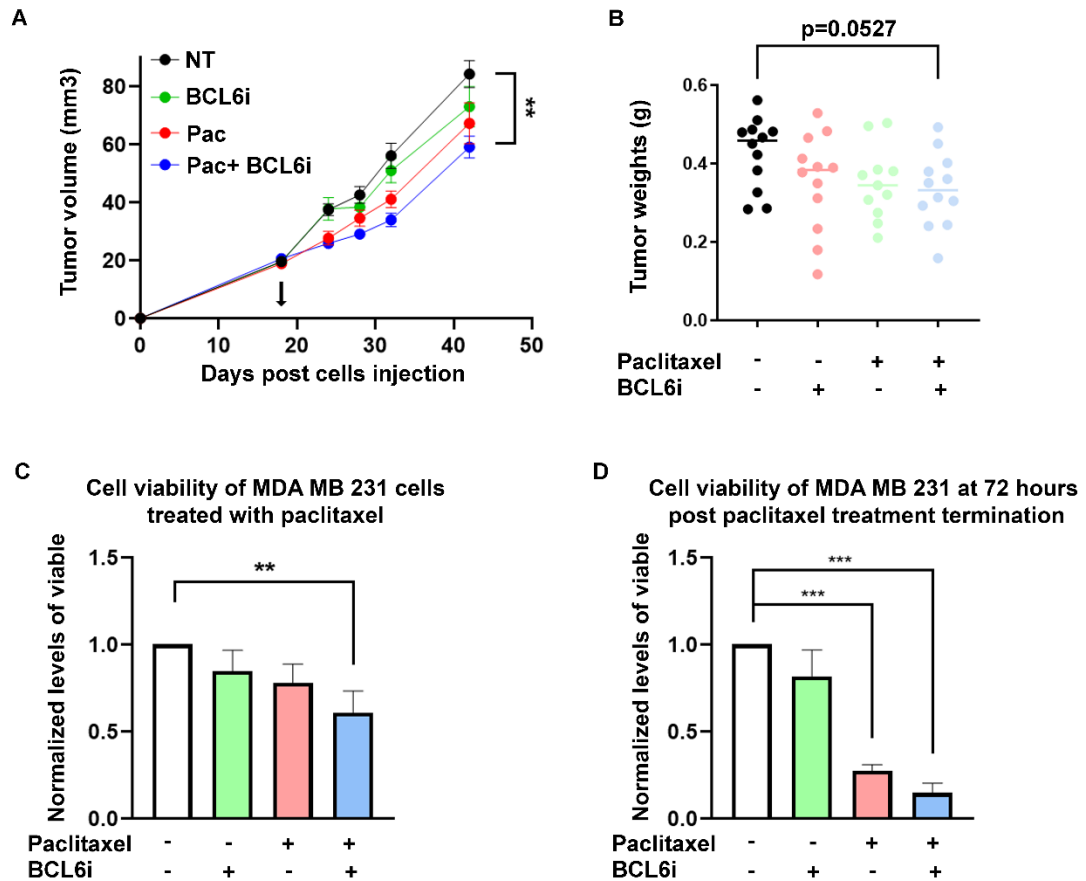 A
NT
BCL6i
Pac
Pac+ BCL6i
**
Tumor volume (mm3)
80
60
40
20
0
0 10 20 30 40 50
Days post cells injection
B
p=0.0527
Tumor weights (g)
0.6
0.4
0.2
0.0
Paclitaxel - - + +
BCL6i - + - +
C
Cell viability of MDA MB 231 cells
treated with paclitaxel
Normalized levels of viable
1.5
1.0
0.5
0.0
**
Paclitaxel - - + +
BCL6i - + - +
D
Cell viability of MDA MB 231 at 72 hours
post paclitaxel treatment termination
Normalized levels of viable
1.5
1.0
0.5
0.0
***
***
Paclitaxel - - + +
BCL6i - + - +